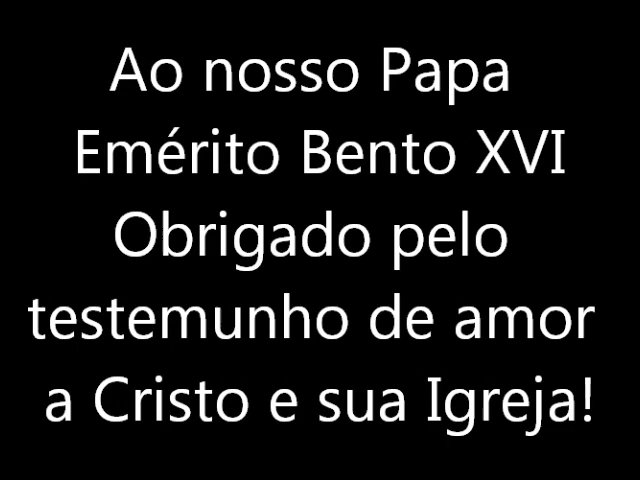 Ao nosso Papa
Emérito Bento XVI
Obrigado pelo
testemunho de amor
a Cristo e sua Igreja!